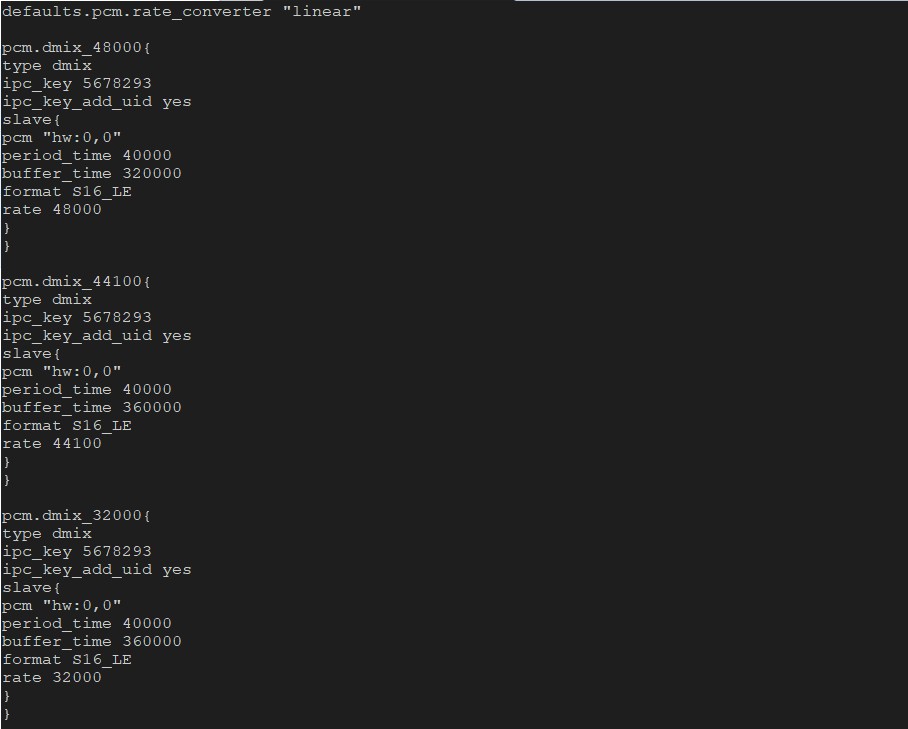 defaults.pcm.rate_converter "linear"
pcm.dmix_48000{
type dmix
ipc_key 5678293
ipc_key_add_uid yes
slave{
pcm "hw:0,0"
period_time 40000
buffer_time 320000
format S16_LE
rate 48000
}
}
pcm.dmix_44100{
type dmix
ipc_key 5678293
ipc_key_add_uid yes
slave{
pcm "hw:0,0"
period_time 40000
buffer_time 360000
format S16_LE
rate 44100
}
}
pcm.dmix_32000{
type dmix
ipc_key 5678293
ipc_key_add_uid yes
slave{
pcm "hw:0,0"
period_time 40000
buffer_time 360000
format S16_LE
rate 32000
}
}